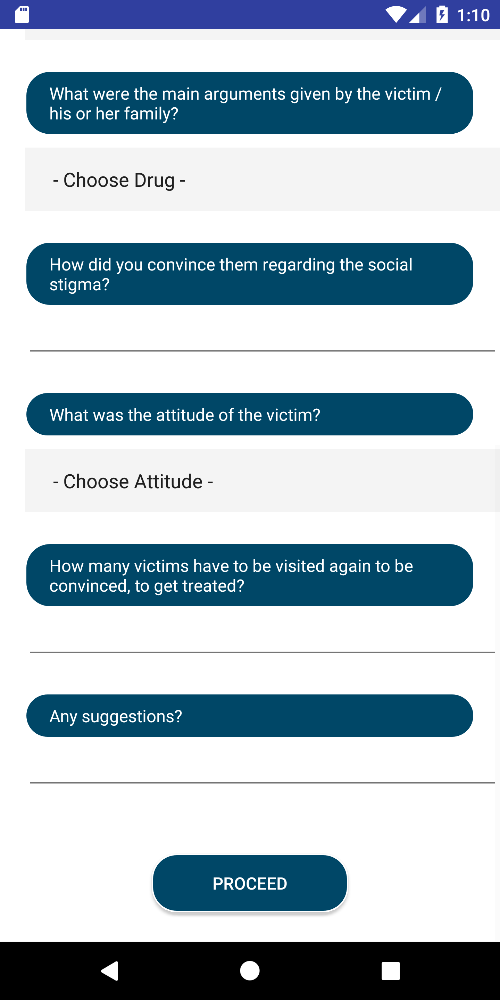 1:10
What were the main arguments given by the victim /
his or her family?
- Choose Drug -
How did you convince them regarding the social
stigma?
What was the attitude of the victim?
- Choose Attitude -
How many victims have to be visited again to be
convinced, to get treated?
Any suggestions?
PROCEED